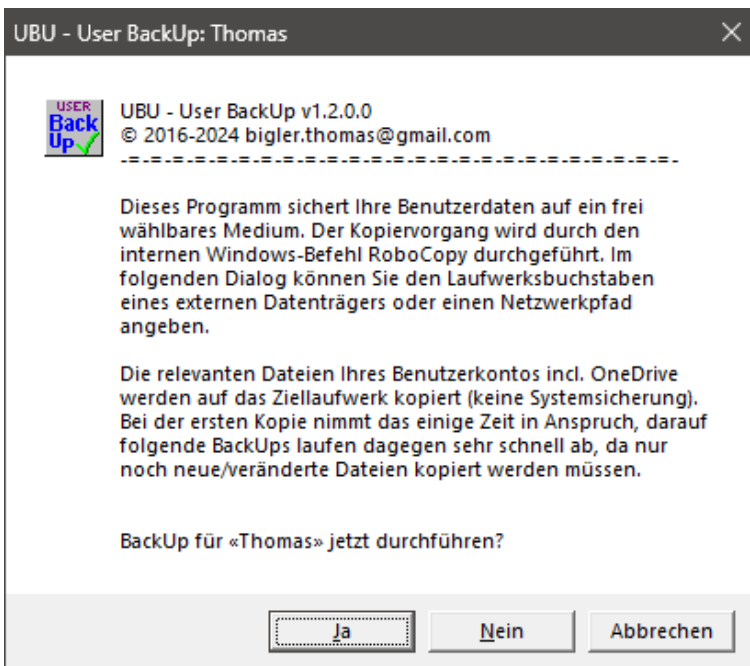 UBU - User BackUp: Thomas
USER
Back
Up
UBU - User BackUp v1.2.0.0
© 2016-2024 bigler.thomas@gmail.com
-=-=-=-=-=-=-=-=-=-=-=-=-=-=-=-=-=-=-=-=-=-=-=-=-
Dieses Programm sichert Ihre Benutzerdaten auf ein frei
wählbares Medium. Der Kopiervorgang wird durch den
internen Windows-Befehl RoboCopy durchgeführt. Im
folgenden Dialog können Sie den Laufwerksbuchstaben
eines externen Datenträgers oder einen Netzwerkpfad
angeben.
Die relevanten Dateien Ihres Benutzerkontos incl. OneDrive
werden auf das Ziellaufwerk kopiert (keine Systemsicherung).
Bei der ersten Kopie nimmt das einige Zeit in Anspruch, darauf
folgende BackUps laufen dagegen sehr schnell ab, da nur
noch neue/veränderte Dateien kopiert werden müssen.
BackUp für «Thomas» jetzt durchführen?
Ja
Nein
Abbrechen